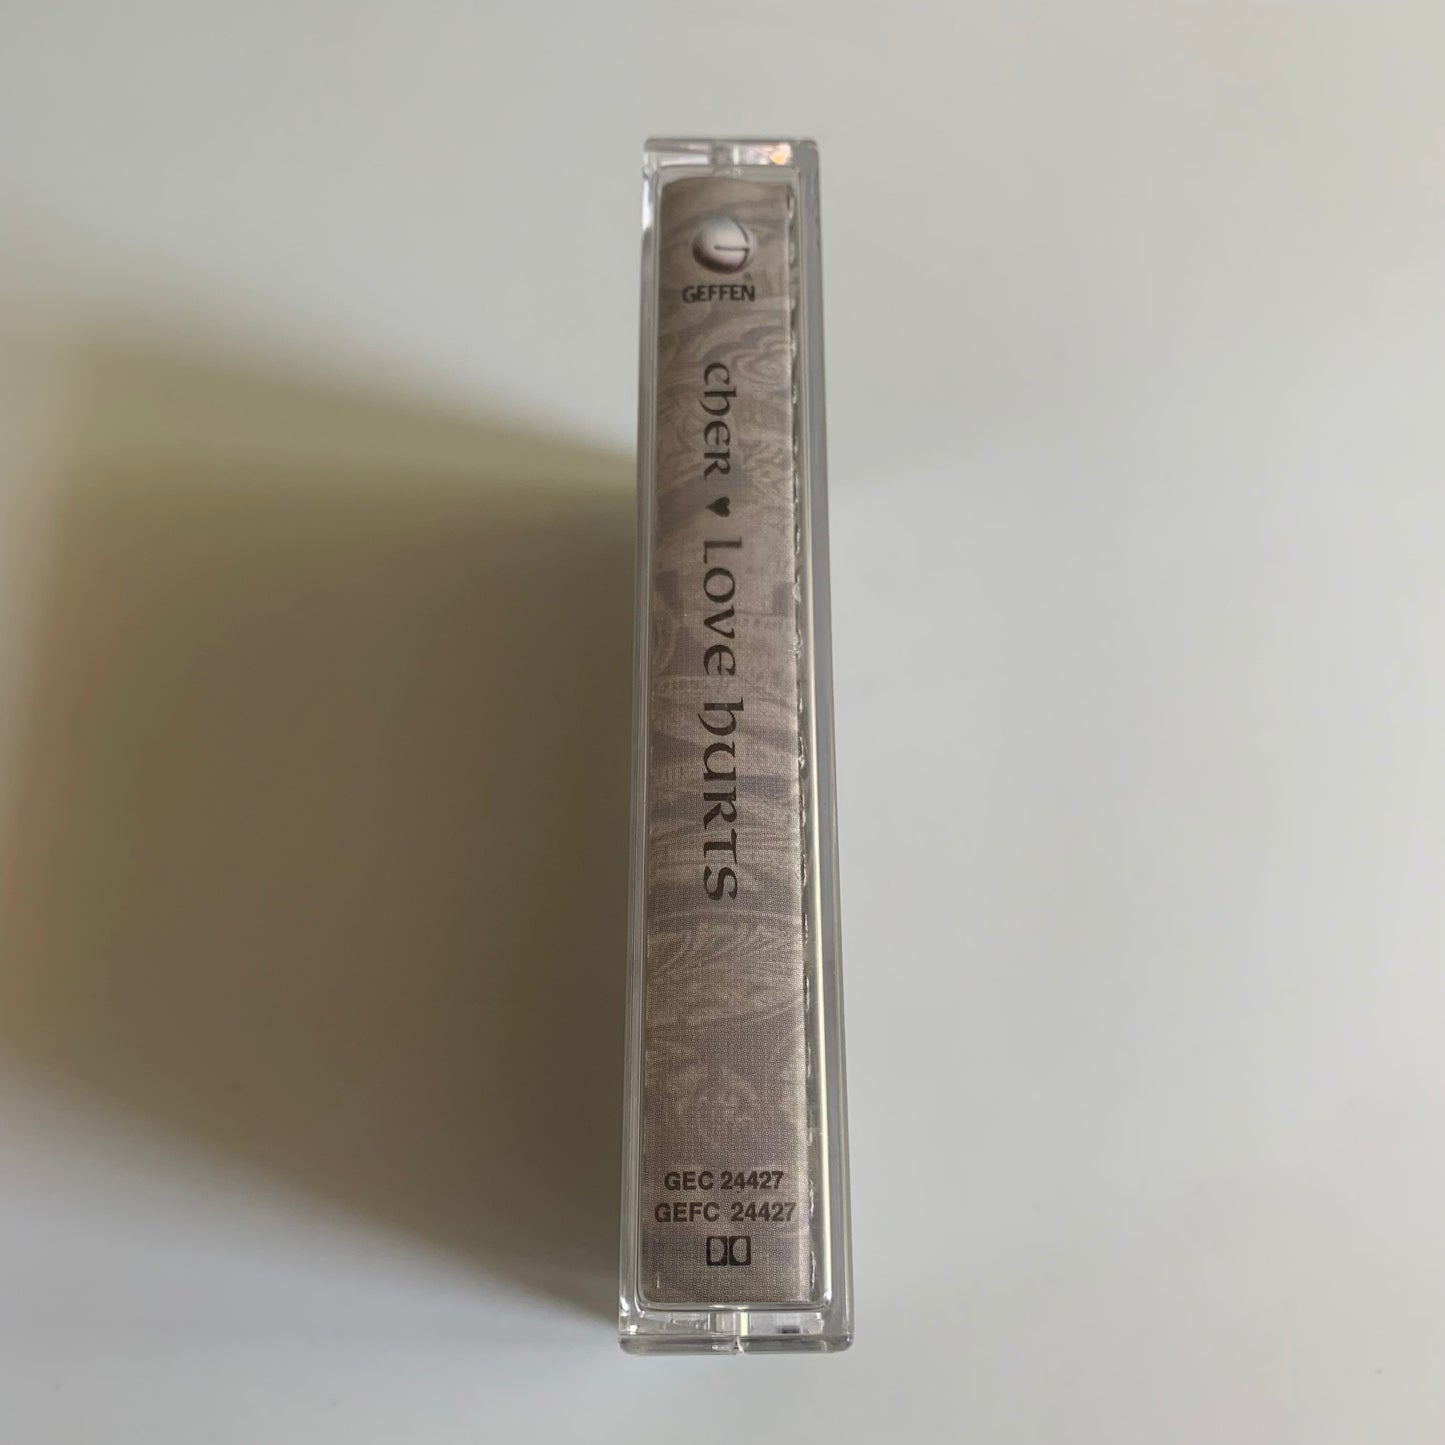 GEFFEN
Cher ♥ Love Hurts
GEC 24427
GEFC 24427